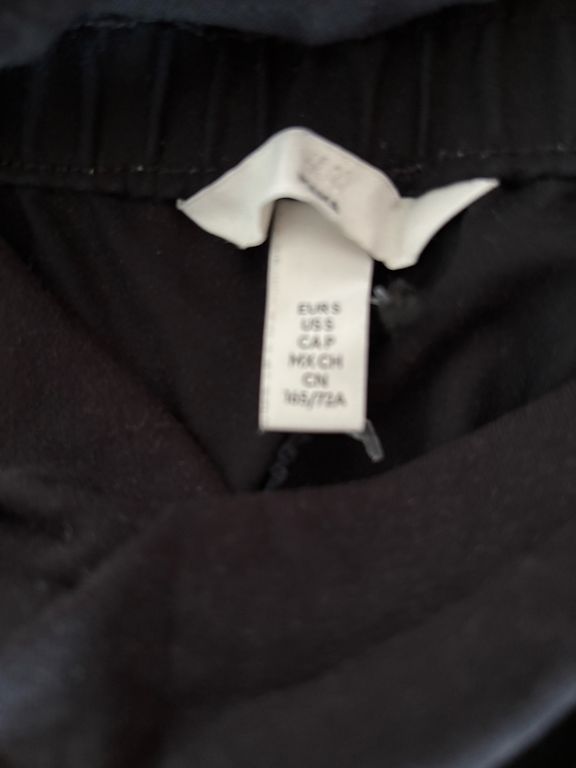 EUR S
US S
CA P
MX CH
CN
165/72A